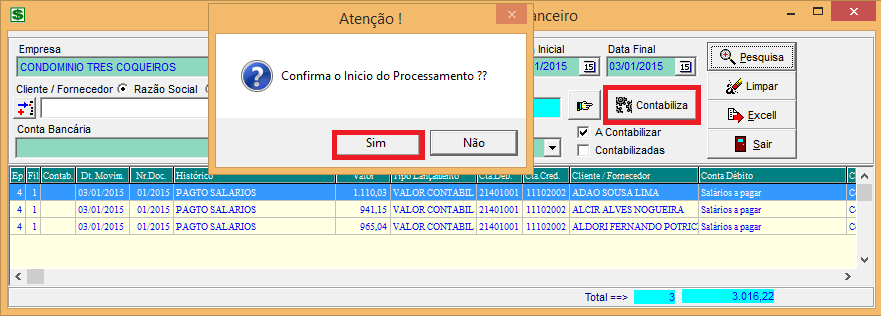 Atenção !
anceiro
Empresa
Inicial
Data Final
CONDOMINIO TRES COQUEIROS
/01/2015
15
03/01/2015
15
Pesquisa
Confirma o Inicio do Processamento ??
Cliente / Fornecedor
Razão Social
Limpar
Contabiliza
Excell
Conta Bancária
A Contabilizar
Sim
Não
Contabilizadas
Sair
Ep Fil Contab. Dt. Movim. Nr.Doc. Histórico Valor Tipo Lançamento Cta.Déb. Cta.Cred. Cliente / Fornecedor Conta Débito
4 1 03/01/2015 01/2015 PAGTO SALARIOS 1.110,03 VALOR CONTABIL 21401001 11102002 ADAO SOUSA LIMA Salários a pagar
4 1 03/01/2015 01/2015 PAGTO SALARIOS 941,15 VALOR CONTABIL 21401001 11102002 ALCIR ALVES NOGUEIRA Salários a pagar
4 1 03/01/2015 01/2015 PAGTO SALARIOS 965,04 VALOR CONTABIL 21401001 11102002 ALDORI FERNANDO POTRIC Salários a pagar
Total ==> 3 3.016,22